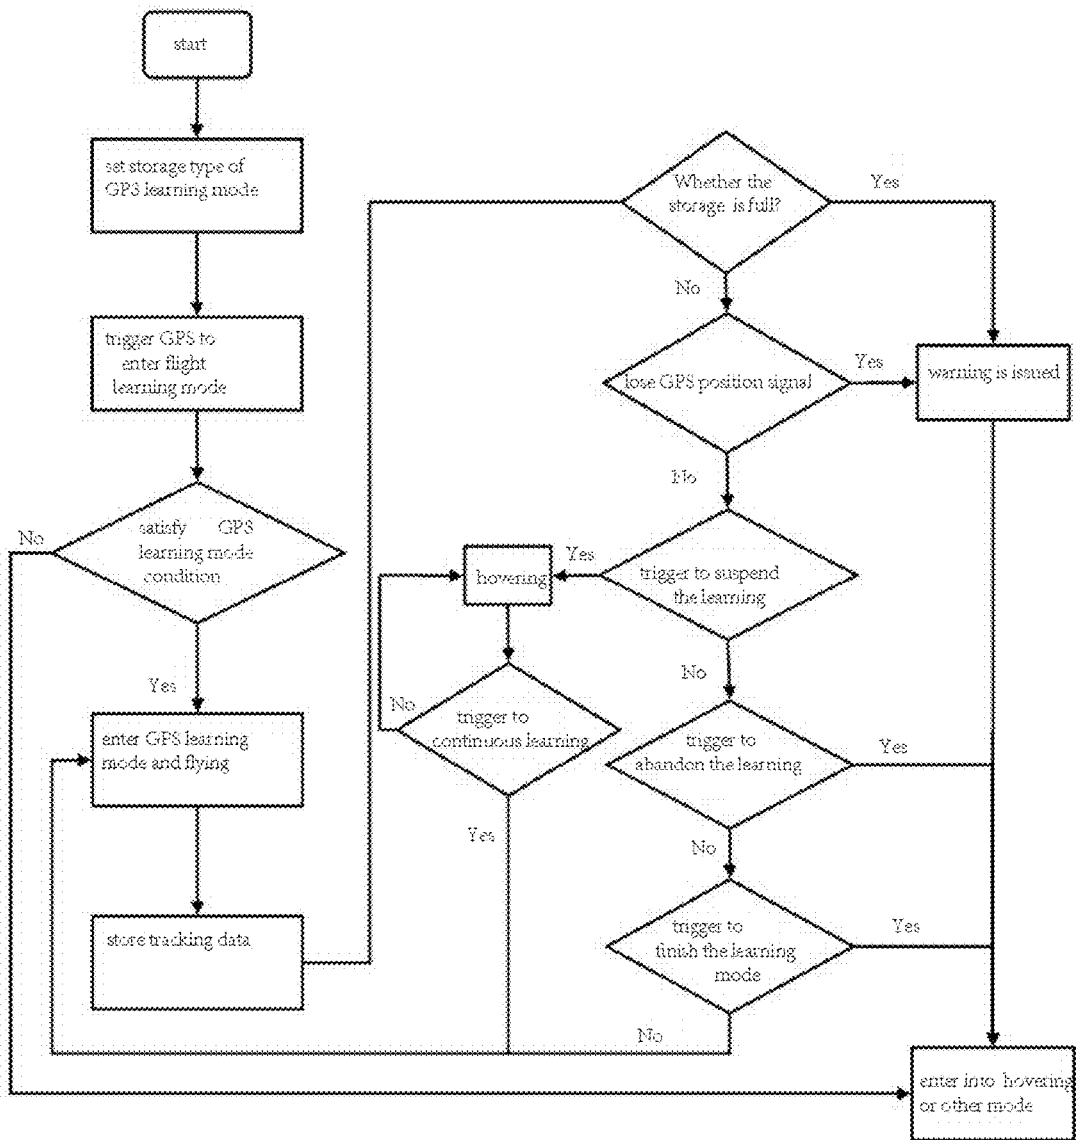 start
set storage type of
GPS learning mode
trigger GPS to
enter flight
learning mode
satisfy GPS
learning mode
condition
No
Yes
enter GPS learning
mode and flying
store tracking data
Whether the
storage is full?
Yes
No
lose GPS position signal
Yes
warning is issued
No
trigger to suspend
the learning
Yes
hovering
No
trigger to
continuous learning
No
Yes
trigger to
abandon the learning
Yes
No
trigger to
finish the learning
mode
Yes
No
enter into hovering
or other mode